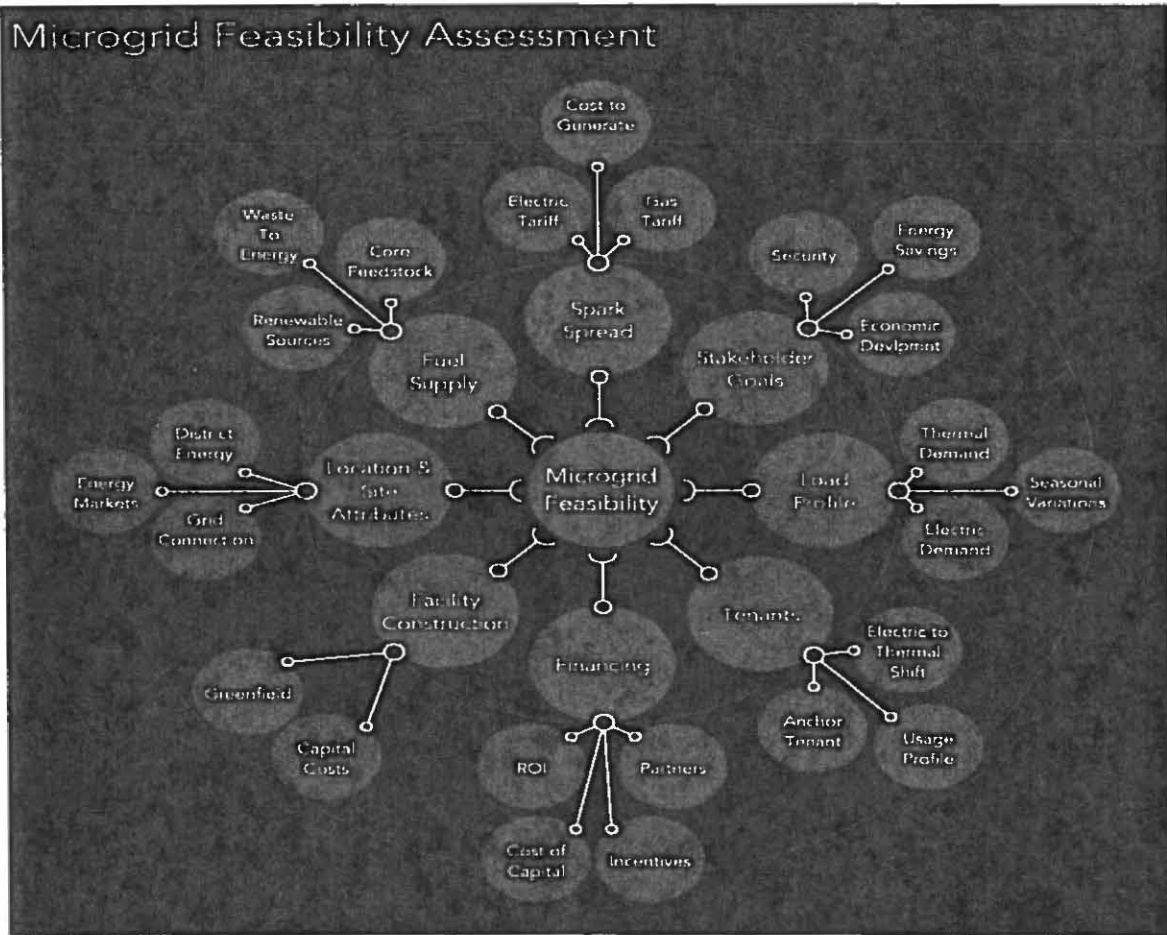 Microgrid Feasibility Assessment
Cost to
Generate
Electric
Tariff
Gas
Tariff
Spark
Spread
Waste
To
Energy
Core
Feedstock
Renewable
Sources
Fuel
Supply
Security
Energy
Savings
Economic
Devlpmnt
Stakeholder
Goals
District
Energy
Energy
Markets
Grid
Connection
Location &
Site
Attributes
Microgrid
Feasibility
Load
Profile
Thermal
Demand
Seasonal
Variations
Electric
Demand
Facility
Construction
Greenfield
Capital
Costs
Financing
ROI
Partners
Cost of
Capital
Incentives
Tenants
Electric to
Thermal
Shift
Anchor
Tenant
Usage
Profile